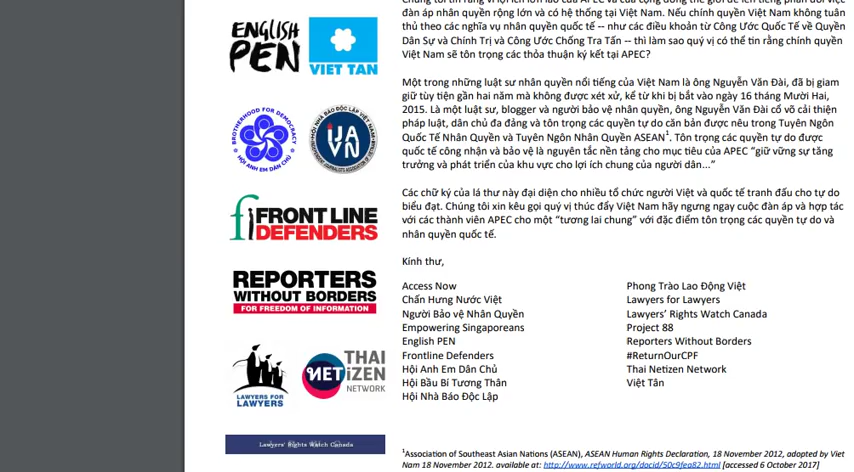 Chúng tôi tin rằng vì lợi ích lớn lao của APEC và của cộng đồng thế giới để lên tiếng phản đối việc
đàn áp nhân quyền rộng lớn và có hệ thống tại Việt Nam. Nếu chính quyền Việt Nam không tuân
thủ theo các nghĩa vụ nhân quyền quốc tế -- như các điều khoản từ Công Ước Quốc Tế về Quyền
Dân Sự và Chính Trị và Công Ước Chống Tra Tấn -- thì làm sao quý vị có thể tin rằng chính quyền
Việt Nam sẽ tôn trọng các thỏa thuận ký kết tại APEC?
Một trong những luật sư nhân quyền nổi tiếng của Việt Nam là ông Nguyễn Văn Đài, đã bị giam
giữ tùy tiện gần hai năm mà không được xét xử, kể từ khi bị bắt vào ngày 16 tháng Mười Hai,
2015. Là một luật sư, blogger và người bảo vệ nhân quyền, ông Nguyễn Văn Đài cổ võ cải thiện
pháp luật, dân chủ đa đảng và tôn trọng các quyền tự do căn bản được nêu trong Tuyên Ngôn
Quốc Tế Nhân Quyền và Tuyên Ngôn Nhân Quyền ASEAN¹. Tôn trọng các quyền tự do được
quốc tế công nhận và bảo vệ là nguyên tắc nền tảng cho mục tiêu của APEC “giữ vững sự tăng
trưởng và phát triển của khu vực cho lợi ích chung của người dân...”
Các chữ ký của lá thư này đại diện cho nhiều tổ chức người Việt và quốc tế tranh đấu cho tự do
biểu đạt. Chúng tôi xin kêu gọi quý vị thúc đẩy Việt Nam hãy ngưng ngay cuộc đàn áp và hợp tác
với các thành viên APEC cho một “tương lai chung” với đặc điểm tôn trọng các quyền tự do và
nhân quyền quốc tế.
Kính thư,
Access Now
Chấn Hưng Nước Việt
Người Bảo vệ Nhân Quyền
Empowering Singaporeans
English PEN
Frontline Defenders
Hội Anh Em Dân Chủ
Hội Bầu Bí Tương Thân
Hội Nhà Báo Độc Lập
Phong Trào Lao Động Việt
Lawyers for Lawyers
Lawyers’ Rights Watch Canada
Project 88
Reporters Without Borders
#ReturnOurCPF
Thai Netizen Network
Việt Tân
¹Association of Southeast Asian Nations (ASEAN), ASEAN Human Rights Declaration, 18 November 2012, adopted by Viet
Nam 18 November 2012. available at: http://www.refworld.org/docid/50c9fea82.html [accessed 6 October 2017]
ENGLISH
PEN
VIET TAN
BROTHERHOOD FOR DEMOCRACY
HỘI ANH EM DÂN CHỦ
HỘI NHÀ BÁO ĐỘC LẬP VIỆT NAM
IJAVN
INDEPENDENT JOURNALISTS ASSOCIATION OF
FRONT LINE
DEFENDERS
REPORTERS
WITHOUT BORDERS
FOR FREEDOM OF INFORMATION
LAWYERS FOR
LAWYERS
THAI
NETiZEN
NETWORK
Lawyers' Rights Watch Canada